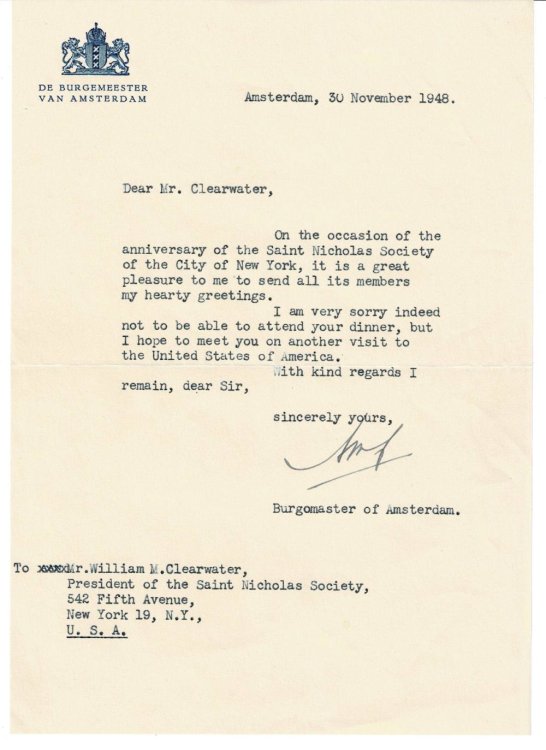 DE BURGEMEESTER
VAN AMSTERDAM
Amsterdam, 30 November 1948.
Dear Mr. Clearwater,
On the occasion of the
anniversary of the Saint Nicholas Society
of the City of New York, it is a great
pleasure to me to send all its members
my hearty greetings.
I am very sorry indeed
not to be able to attend your dinner, but
I hope to meet you on another visit to
the United States of America.
With kind regards I
remain, dear Sir,
sincerely yours,
Burgomaster of Amsterdam.
To Mr.William M.Clearwater,
President of the Saint Nicholas Society,
542 Fifth Avenue,
New York 19, N.Y.,
U. S. A.